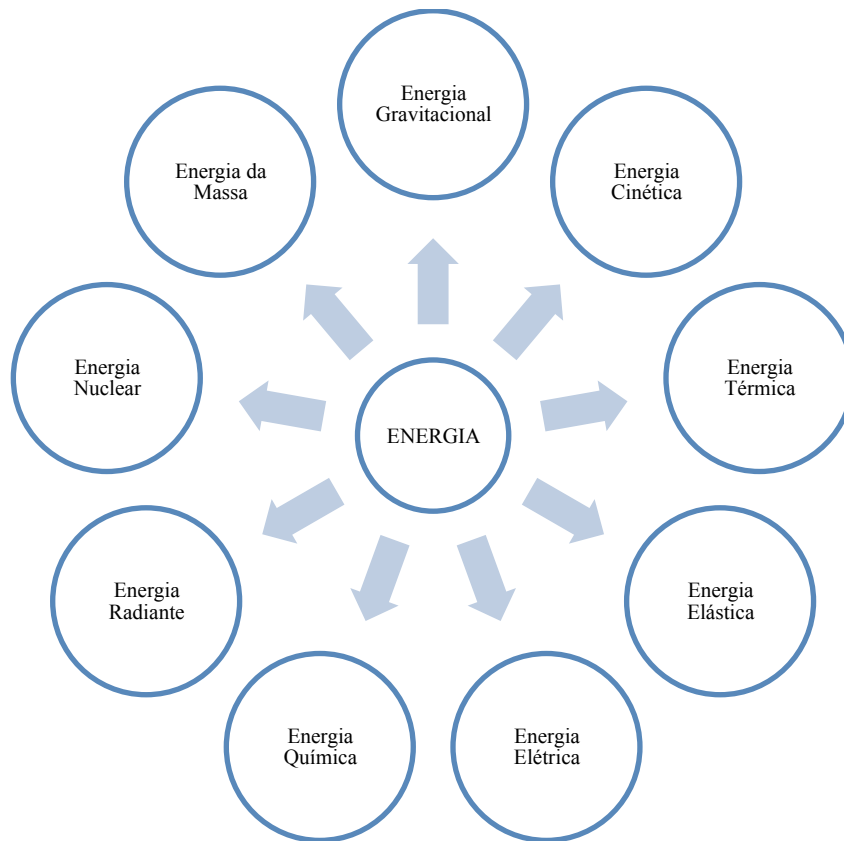 Energia
Gravitacional
Energia
Cinética
Energia
Térmica
Energia
Elástica
Energia
Elétrica
Energia
Química
Energia
Radiante
Energia
Nuclear
Energia da
Massa
ENERGIA